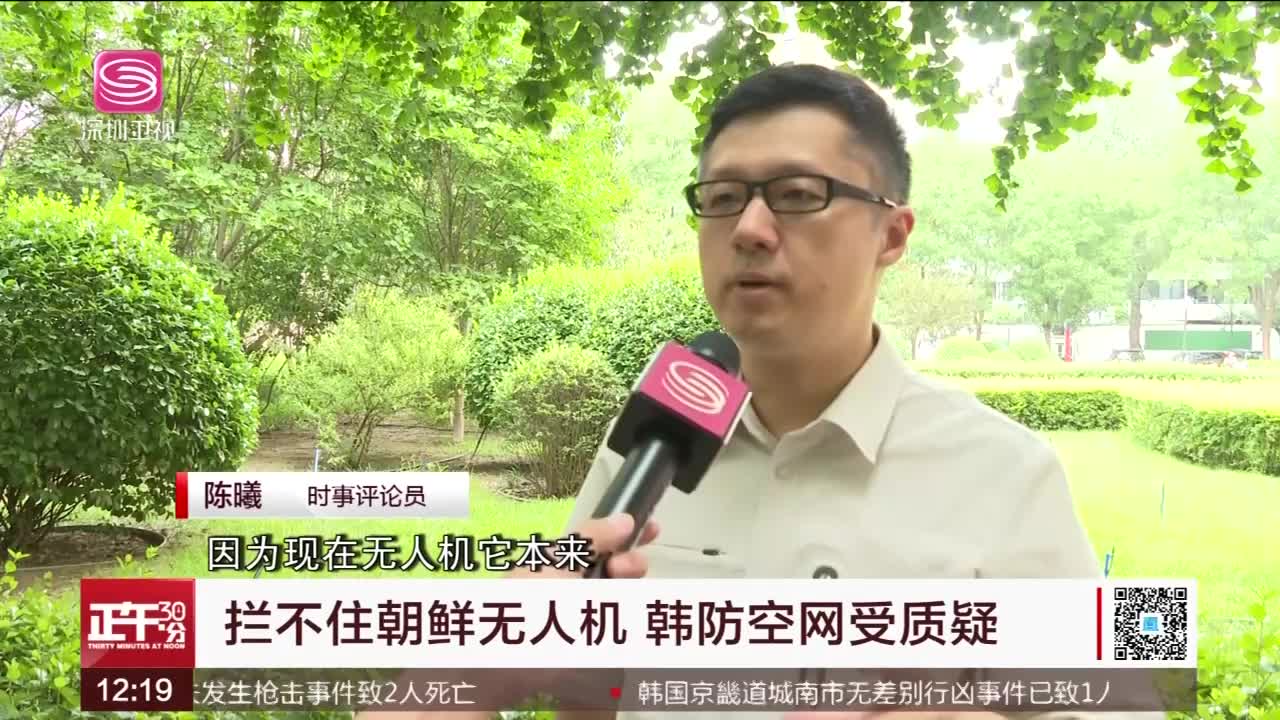 深圳卫视
陈曦 时事评论员
因为现在无人机它本来
正午30分
THIRTY MINUTES AT NOON
拦不住朝鲜无人机 韩防空网受质疑
12:19 发生枪击事件致2人死亡 韩国京畿道城南市无差别行凶事件已致1人